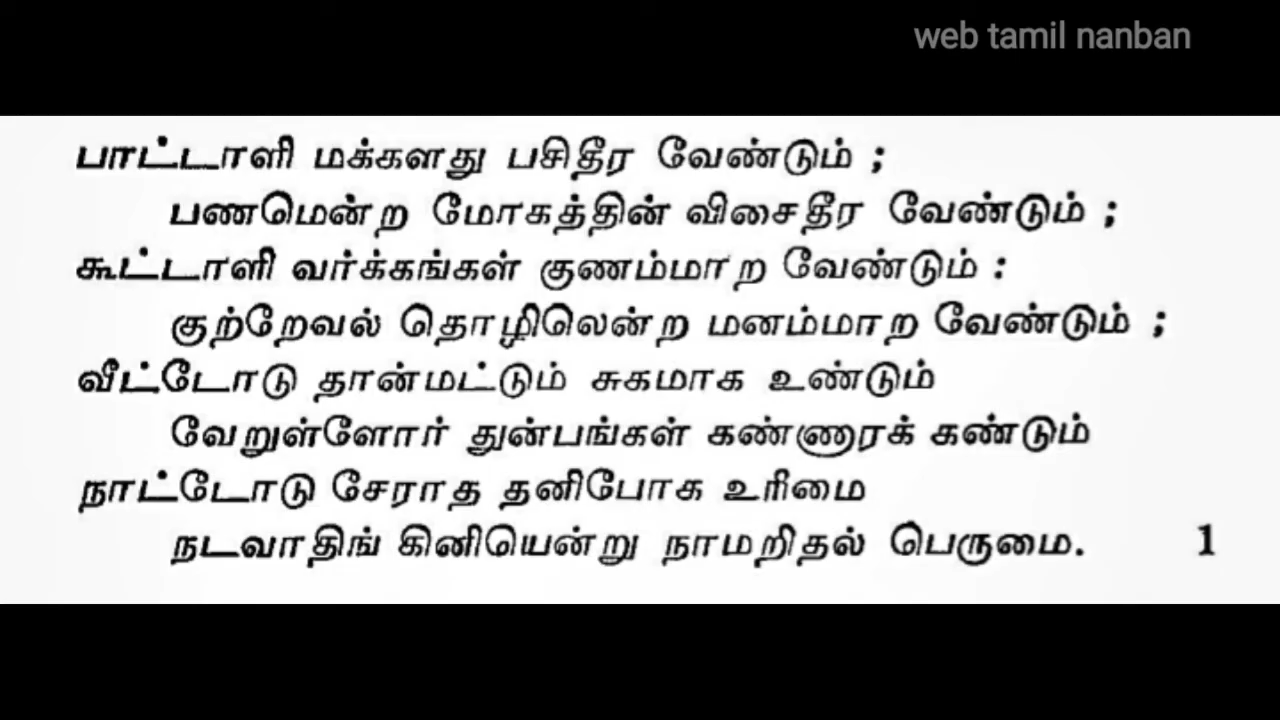 web tamil nanban
பாட்டாளி மக்களது பசிதீர வேண்டும் ;
பணமென்ற மோகத்தின் விசைதீர வேண்டும் ;
கூட்டாளி வர்க்கங்கள் குணம்மாற வேண்டும் :
குற்றேவல் தொழிலென்ற மனம்மாற வேண்டும் ;
வீட்டோடு தான்மட்டும் சுகமாக உண்டும்
வேறுள்ளோர் துன்பங்கள் கண்ணாரக் கண்டும்
நாட்டோடு சேராத தனிபோக உரிமை
நடவாதிங் கினியென்று நாமறிதல் பெருமை. 1